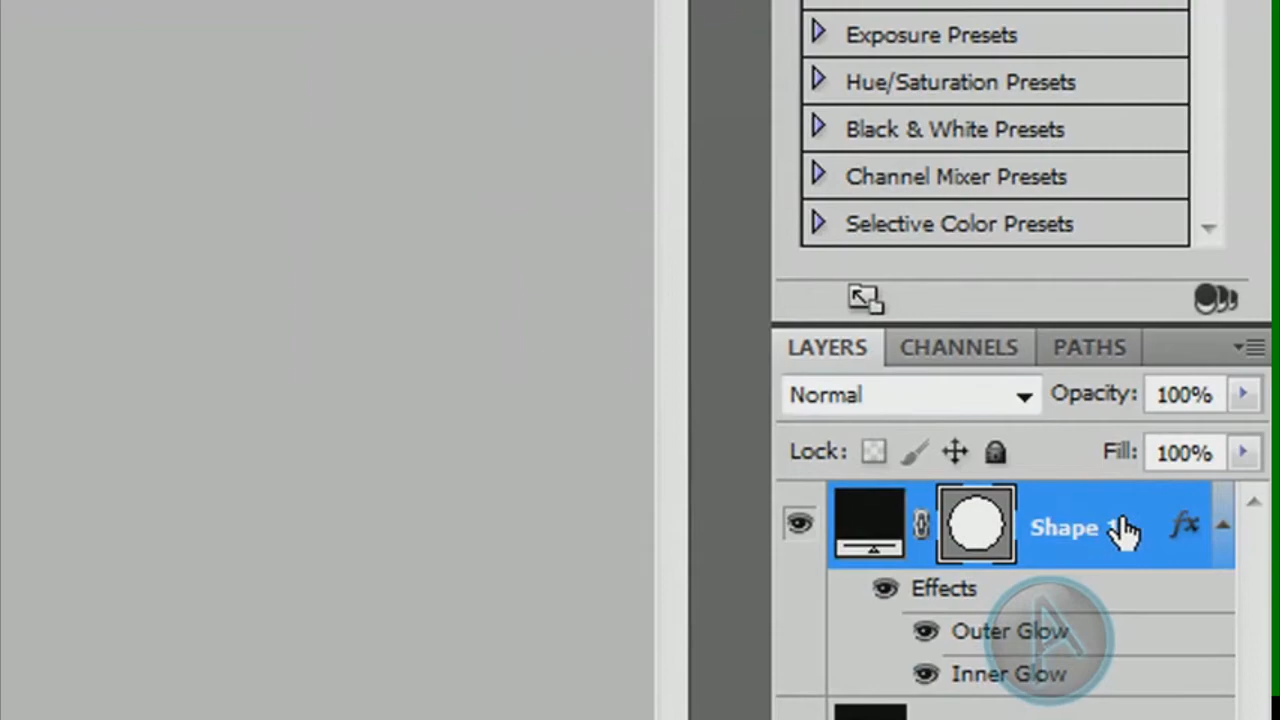 Exposure Presets
Hue/Saturation Presets
Black & White Presets
Channel Mixer Presets
Selective Color Presets
LAYERS CHANNELS PATHS
Normal Opacity: 100%
Lock: Fill: 100%
Shape 1 fx
Effects
Outer Glow
Inner Glow
A